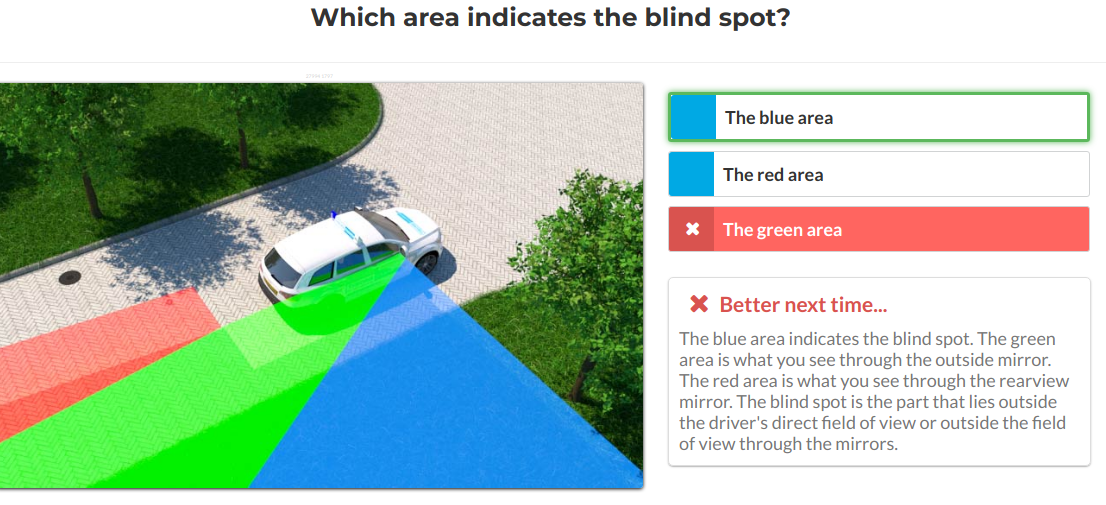 Which area indicates the blind spot?
The blue area
The red area
The green area
Better next time...
The blue area indicates the blind spot. The green
area is what you see through the outside mirror.
The red area is what you see through the rearview
mirror. The blind spot is the part that lies outside
the driver's direct field of view or outside the field
of view through the mirrors.